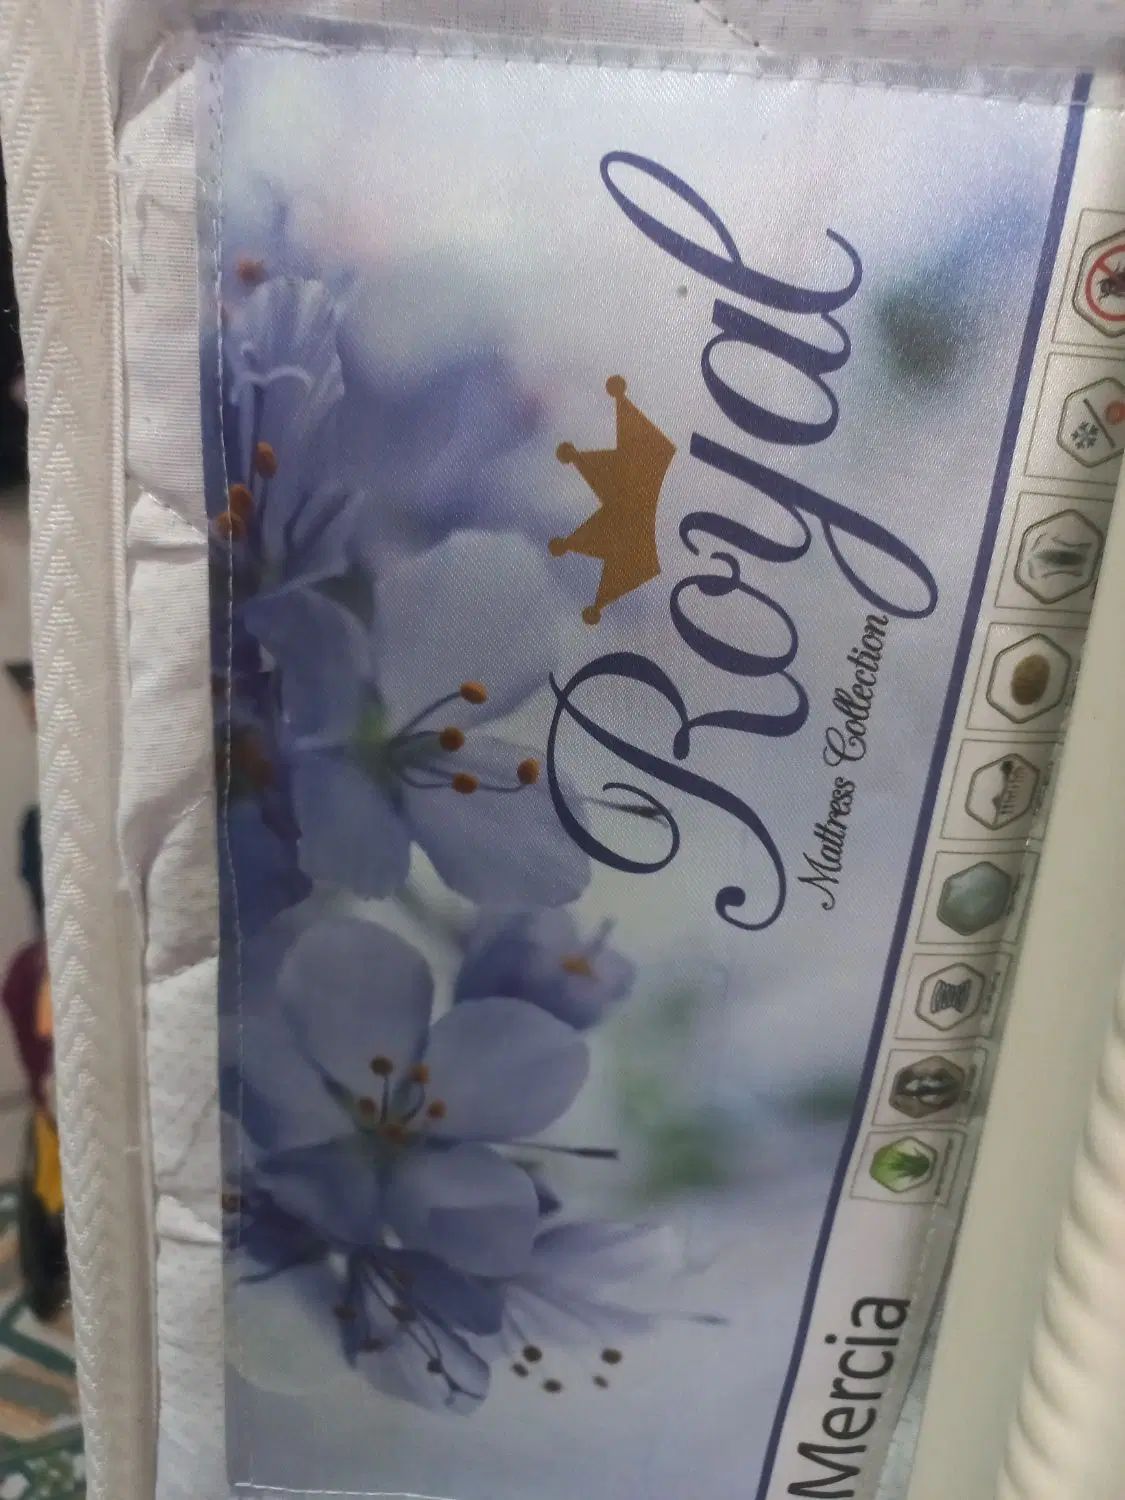 Royal
Mattress Collection
Mercia